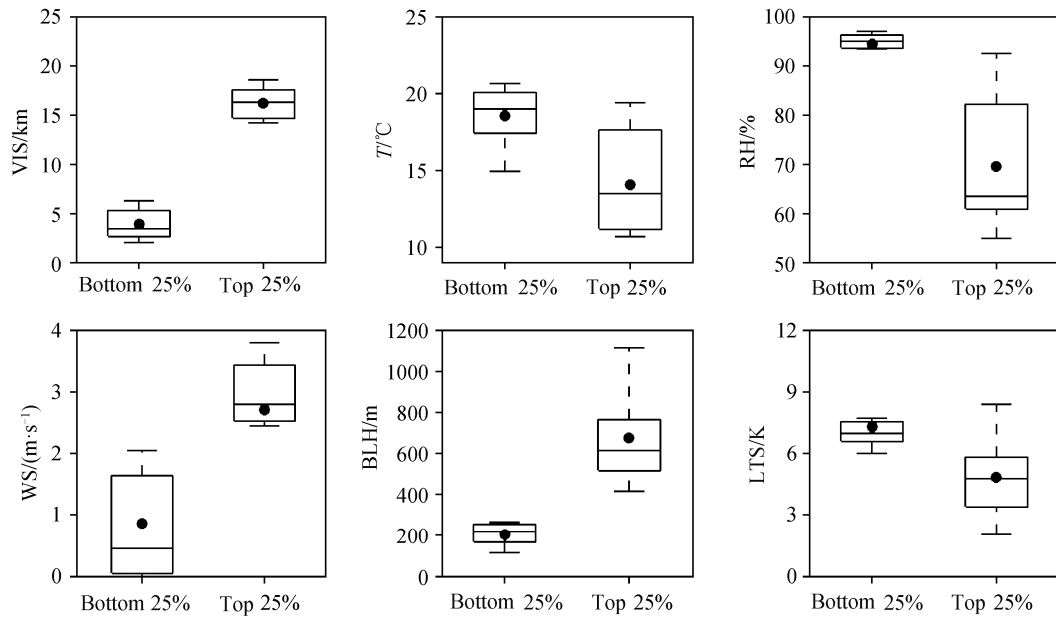 VIS/km
25
20
15
10
5
0
Bottom 25% Top 25%
T/℃
25
20
15
10
Bottom 25% Top 25%
RH/%
100
90
80
70
60
50
Bottom 25% Top 25%
WS/(m·s⁻¹)
4
3
2
1
0
Bottom 25% Top 25%
BLH/m
1200
1000
800
600
400
200
0
Bottom 25% Top 25%
LTS/K
12
9
6
3
0
Bottom 25% Top 25%